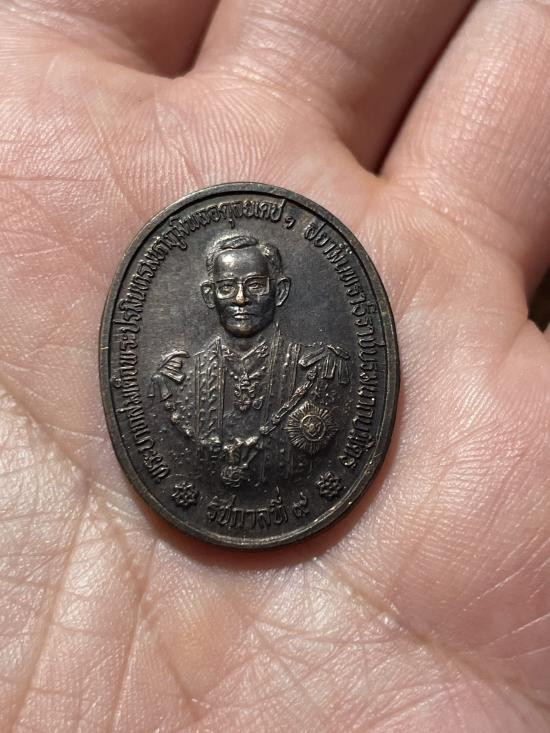 พระบาทสมเด็จพระปรมินทรมหาภูมิพลอดุลยเดชฯ สยามินทราธิราชบรมนาถบพิตร
รัชกาลที่ ๙